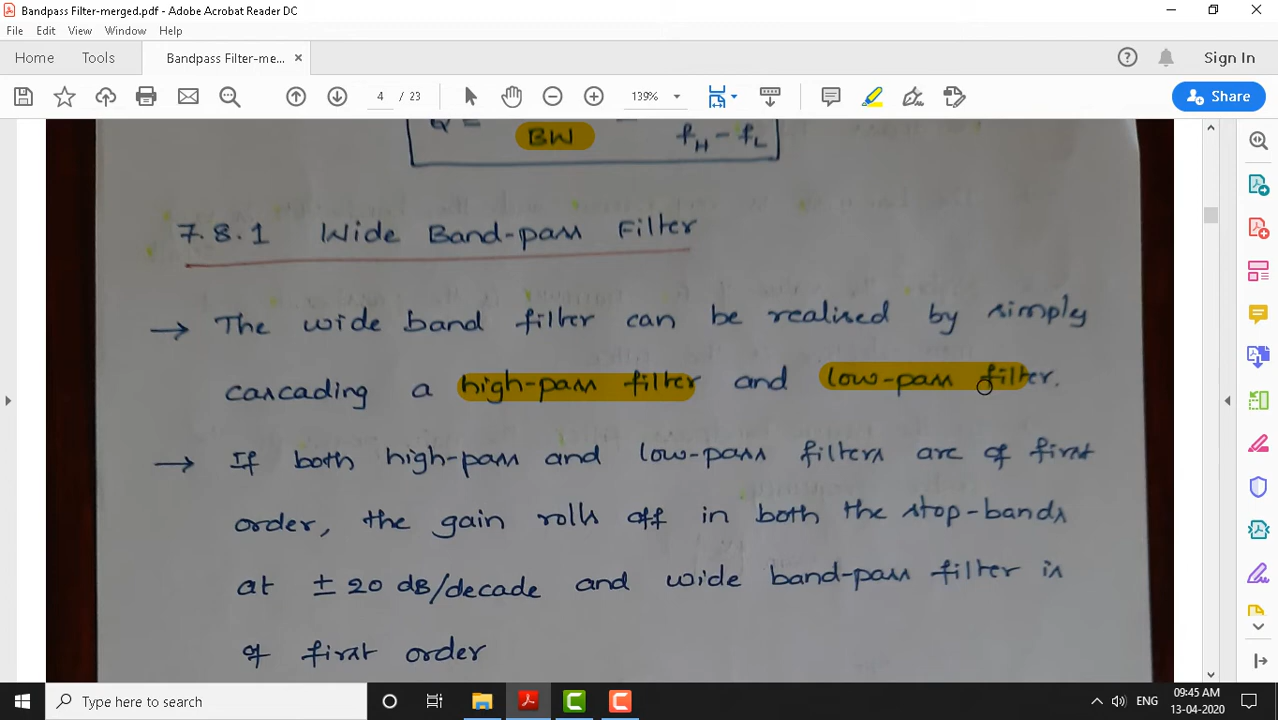 Bandpass Filter-merged.pdf - Adobe Acrobat Reader DC
File Edit View Window Help
Home Tools Bandpass Filter-me... × Sign In
4 / 23 139% Share
BW
fH - fL
7.8.1 Wide Band-pass Filter
→ The wide band filter can be realised by simply
cascading a high-pass filter and low-pass filter.
→ If both high-pass and low-pass filters are of first
order, the gain rolls off in both the stop-bands
at ± 20 dB/decade and wide band-pass filter is
of first order
Type here to search
ENG
09:45 AM
13-04-2020